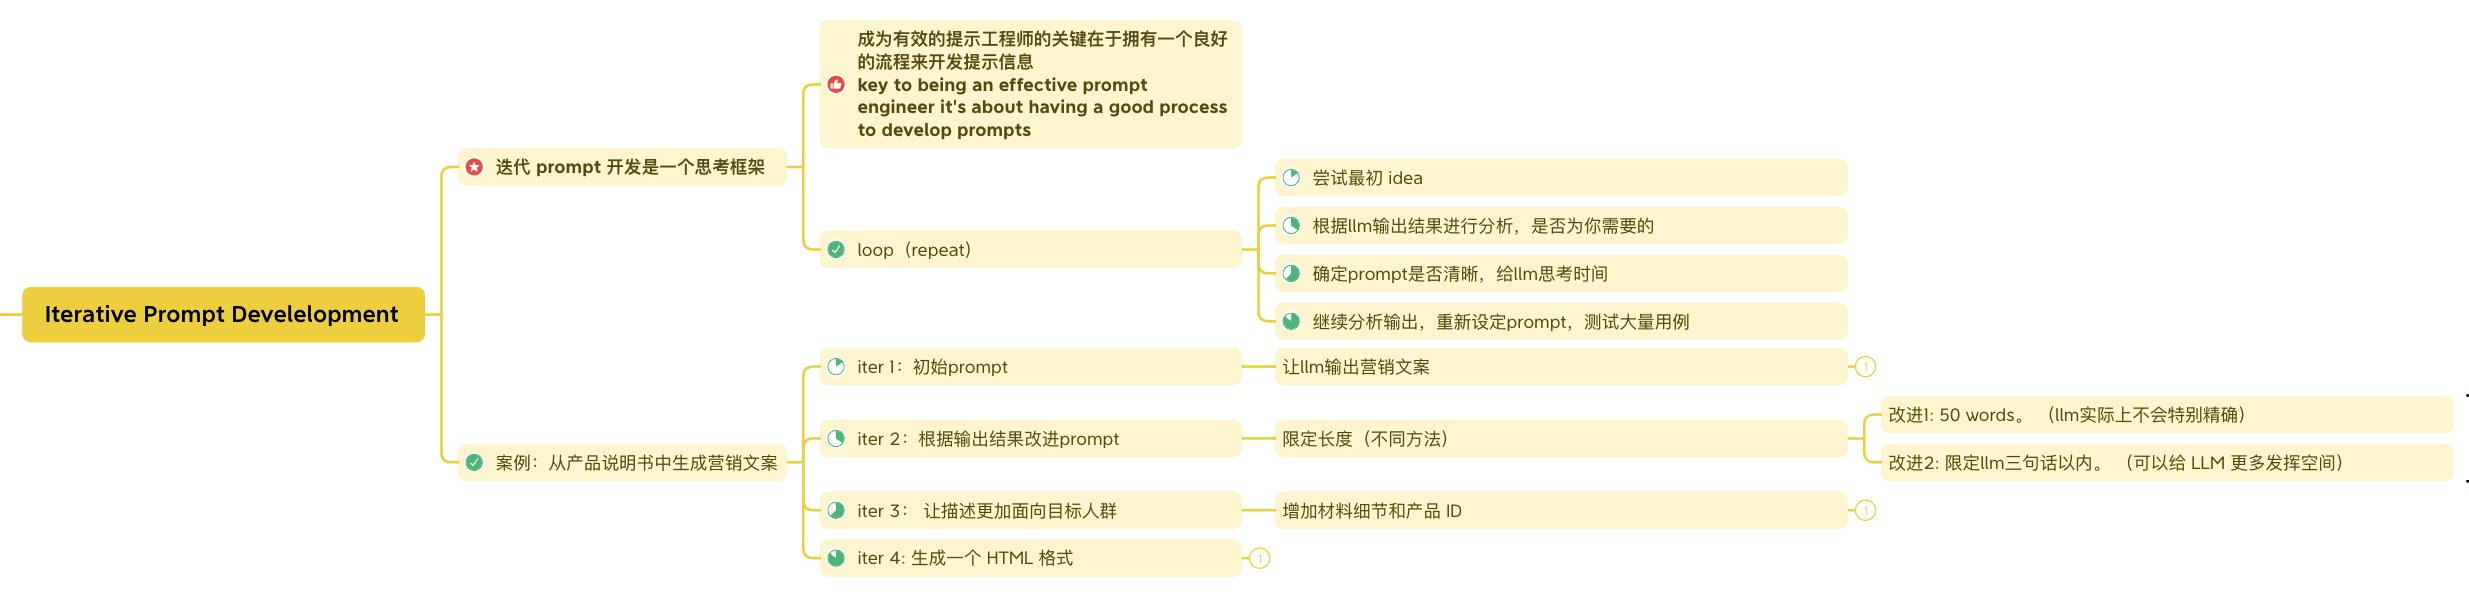 成为有效的提示工程师的关键在于拥有一个良好
的流程来开发提示信息
key to being an effective prompt
engineer it's about having a good process
to develop prompts
迭代 prompt 开发是一个思考框架
尝试最初 idea
根据llm输出结果进行分析，是否为你需要的
loop（repeat）
确定prompt是否清晰，给llm思考时间
Iterative Prompt Develelopment
继续分析输出，重新设定prompt，测试大量用例
iter 1：初始prompt
让llm输出营销文案
1
改进1: 50 words。（llm实际上不会特别精确）
iter 2：根据输出结果改进prompt
限定长度（不同方法）
案例：从产品说明书中生成营销文案
改进2: 限定llm三句话以内。（可以给 LLM 更多发挥空间）
iter 3： 让描述更加面向目标人群
增加材料细节和产品 ID
1
iter 4: 生成一个 HTML 格式
1